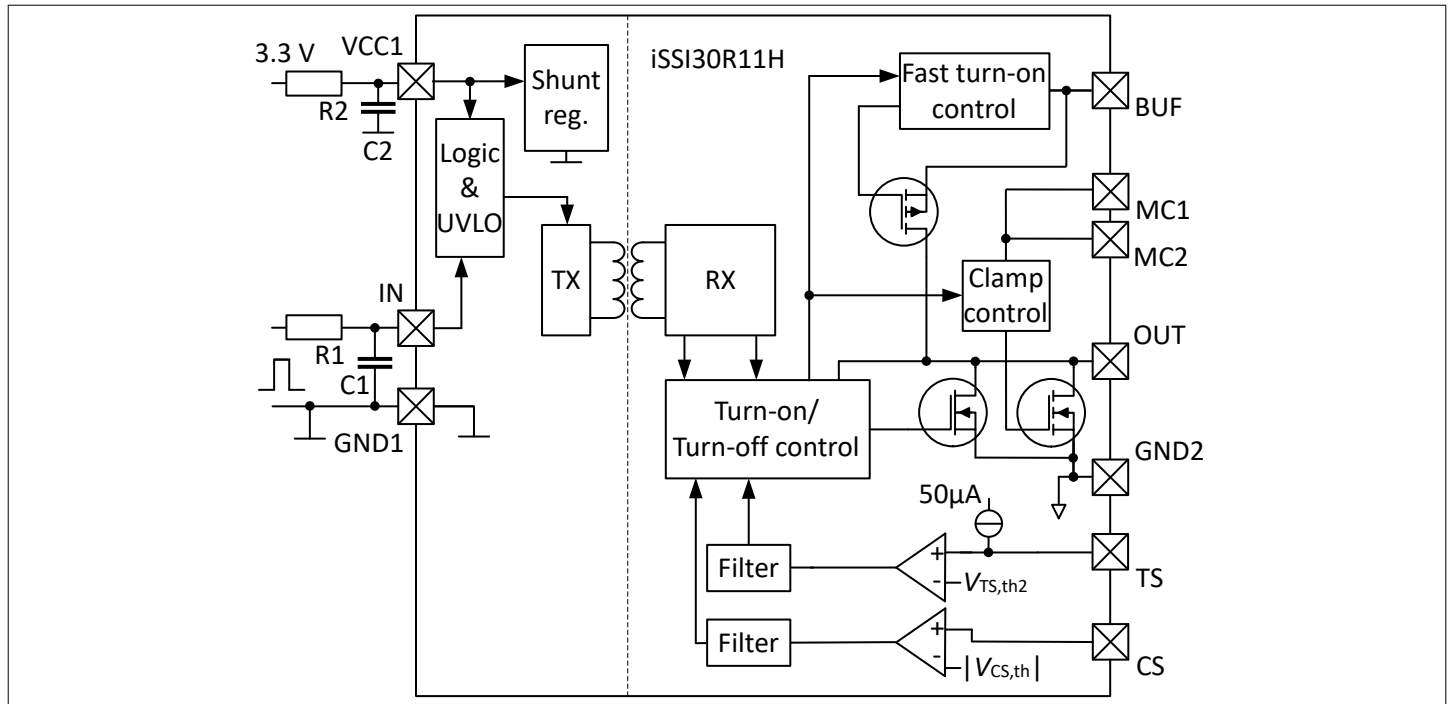 3.3 V
VCC1
R2
C2
Shunt
reg.
Logic
&
UVLO
iSSI30R11H
Fast turn-on
control
BUF
MC1
MC2
TX
RX
Clamp
control
IN
R1
C1
GND1
OUT
Turn-on/
Turn-off control
GND2
50µA
Filter
+
-
VTS,th2
TS
Filter
+
-
|VCS,th|
CS